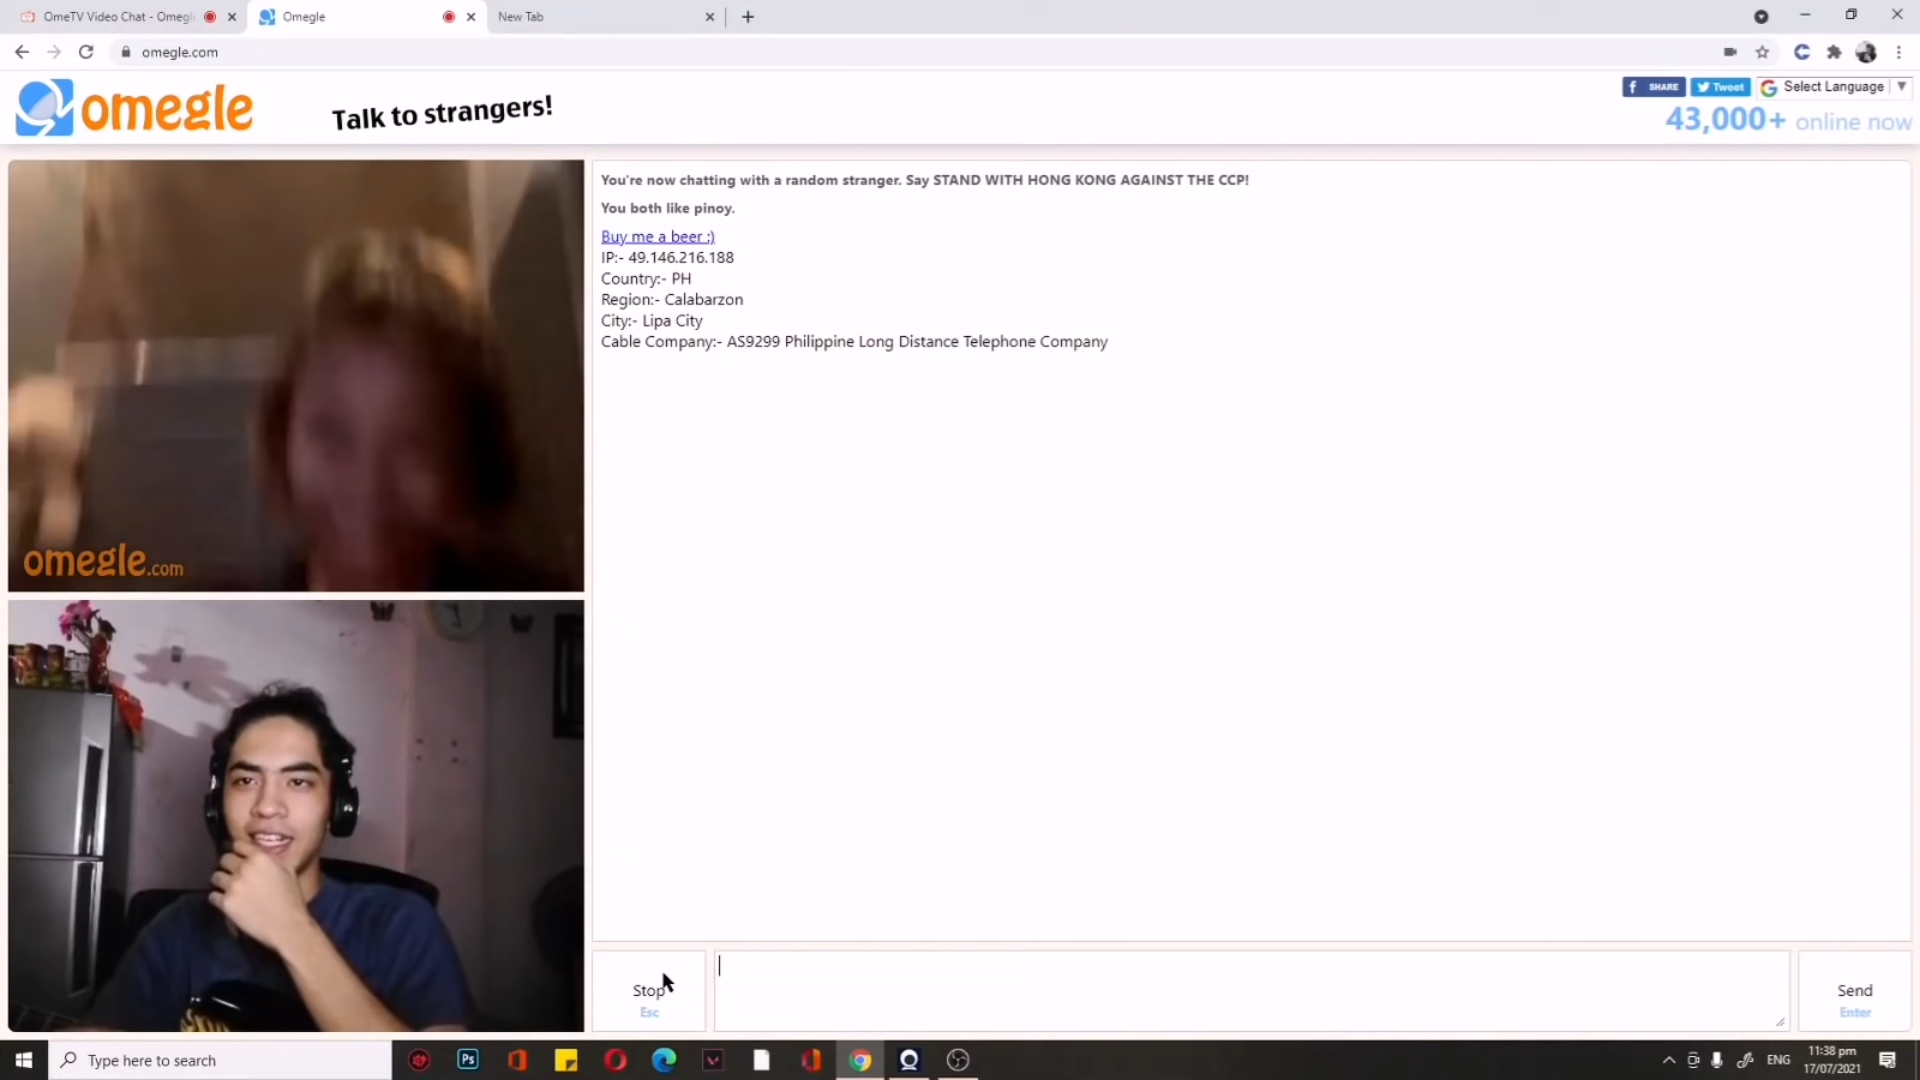 OmeTV Video Chat - Omegl
Omegle
New Tab
omegle.com
omegle
Talk to strangers!
SHARE
Tweet
Select Language
43,000+ online now
You're now chatting with a random stranger. Say STAND WITH HONG KONG AGAINST THE CCP!
You both like pinoy.
Buy me a beer :)
IP:- 49.146.216.188
Country:- PH
Region:- Calabarzon
City:- Lipa City
Cable Company:- AS9299 Philippine Long Distance Telephone Company
omegle.com
Stop
Esc
Send
Enter
Type here to search
Ps
ENG
11:38 pm
17/07/2021